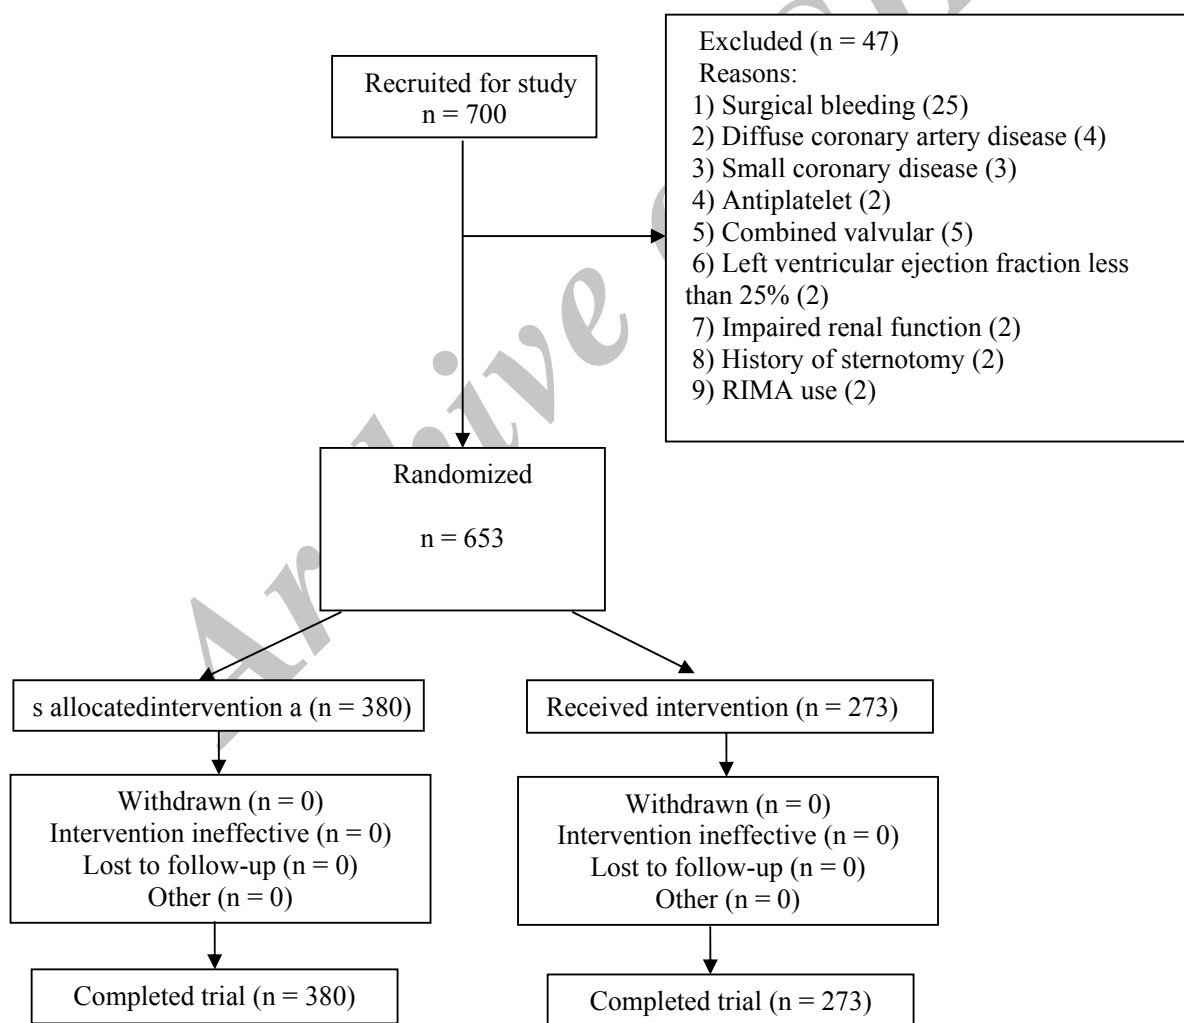 Recruited for study
n = 700
Excluded (n = 47)
Reasons:
1) Surgical bleeding (25)
2) Diffuse coronary artery disease (4)
3) Small coronary disease (3)
4) Antiplatelet (2)
5) Combined valvular (5)
6) Left ventricular ejection fraction less
than 25% (2)
7) Impaired renal function (2)
8) History of sternotomy (2)
9) RIMA use (2)
Randomized
n = 653
s allocatedintervention a (n = 380)
Received intervention (n = 273)
Withdrawn (n = 0)
Intervention ineffective (n = 0)
Lost to follow-up (n = 0)
Other (n = 0)
Withdrawn (n = 0)
Intervention ineffective (n = 0)
Lost to follow-up (n = 0)
Other (n = 0)
Completed trial (n = 380)
Completed trial (n = 273)